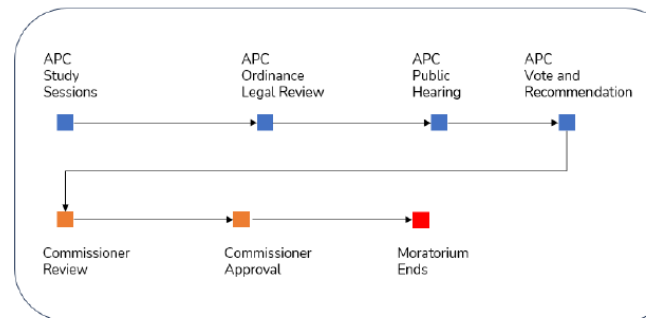 APC
Study
Sessions
APC
Ordinance
Legal Review
APC
Public
Hearing
APC
Vote and
Recommendation
Commissioner
Review
Commissioner
Approval
Moratorium
Ends